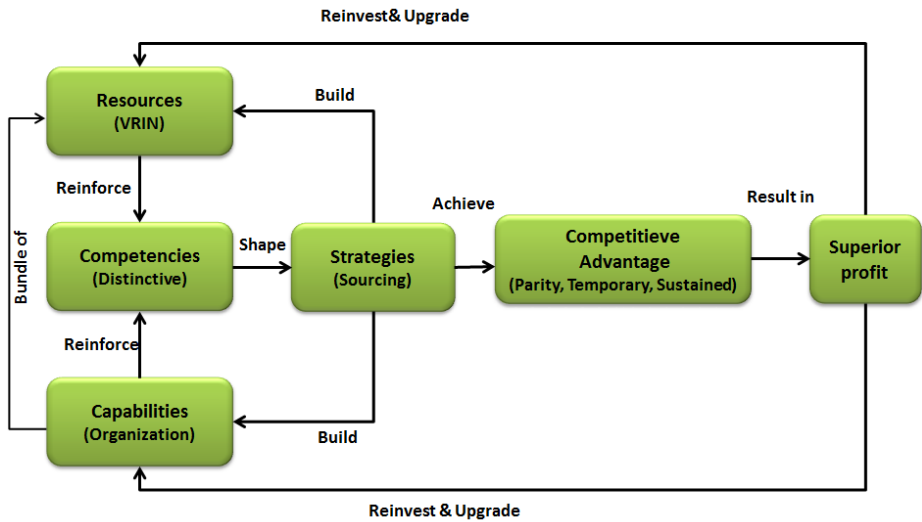 Reinvest& Upgrade
Resources
(VRIN)
Build
Reinforce
Bundle of
Competencies
(Distinctive)
Shape
Strategies
(Sourcing)
Achieve
Competitieve
Advantage
(Parity, Temporary, Sustained)
Result in
Superior
profit
Reinforce
Capabilities
(Organization)
Build
Reinvest & Upgrade